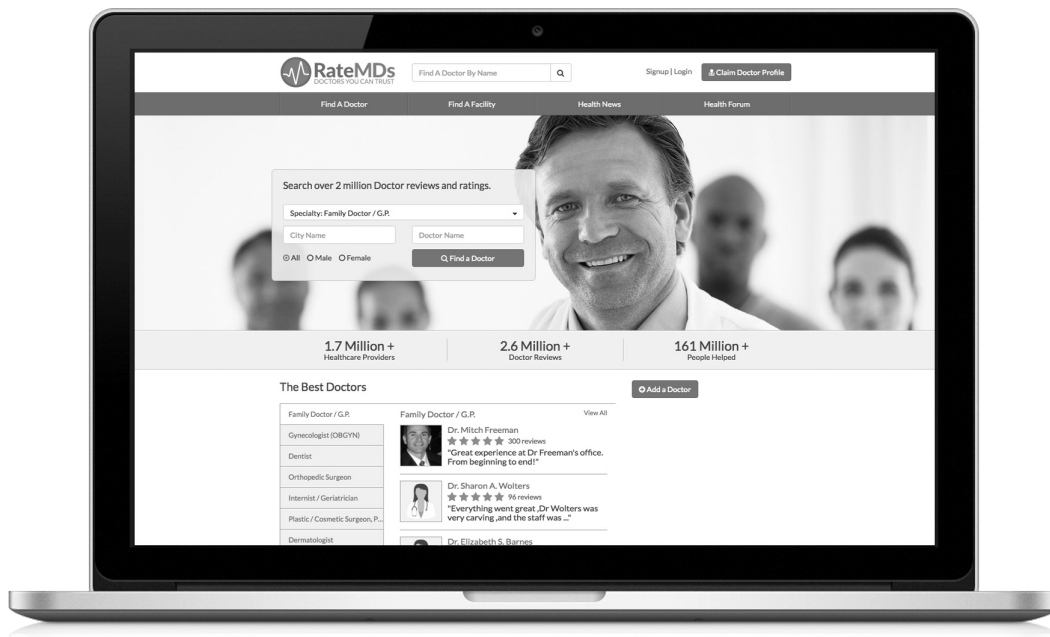 RateMDs
DOCTORS YOU CAN TRUST
Find A Doctor By Name
Signup | Login
Claim Doctor Profile
Find A Doctor
Find A Facility
Health News
Health Forum
Search over 2 million Doctor reviews and ratings.
Specialty: Family Doctor / G.P.
City Name
Doctor Name
All
Male
Female
Find a Doctor
1.7 Million +
Healthcare Providers
2.6 Million +
Doctor Reviews
161 Million +
People Helped
The Best Doctors
Add a Doctor
Family Doctor / G.P.
Gynecologist (OBGYN)
Dentist
Orthopedic Surgeon
Internist / Geriatrician
Plastic / Cosmetic Surgeon, P...
Dermatologist
Family Doctor / G.P.
View All
Dr. Mitch Freeman
300 reviews
"Great experience at Dr Freeman's office.
From beginning to end!"
Dr. Sharon A. Wolters
96 reviews
"Everything went great ,Dr Wolters was
very carving ,and the staff was ..."
Dr. Elizabeth S. Barnes